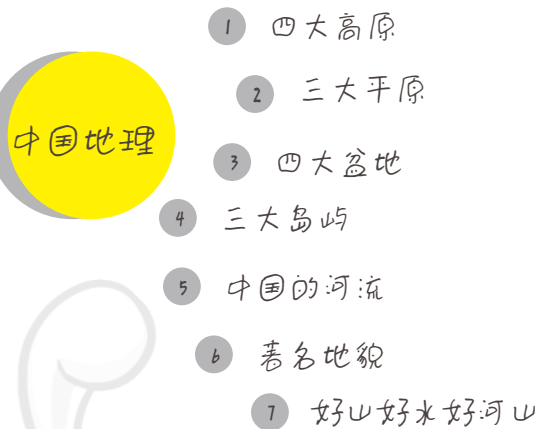 中国地理
1 四大高原
2 三大平原
3 四大盆地
4 三大岛屿
5 中国的河流
6 著名地貌
7 好山好水好河山